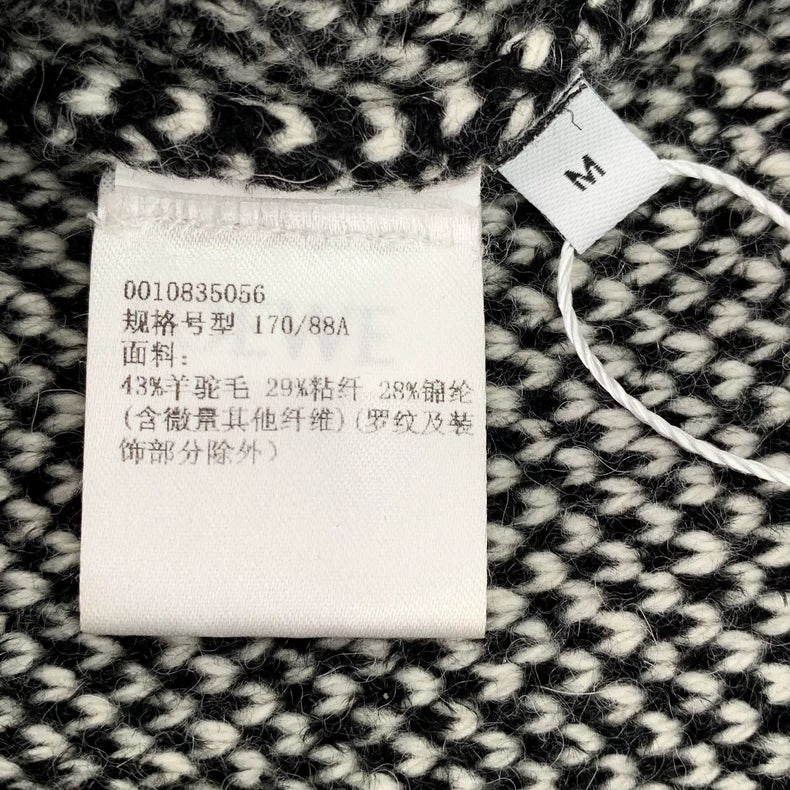 0010835056
规格号型 170/88A
面料:
43%羊驼毛 29%粘纤 28%锦纶
(含微量其他纤维)(罗纹及装
饰部分除外)
M